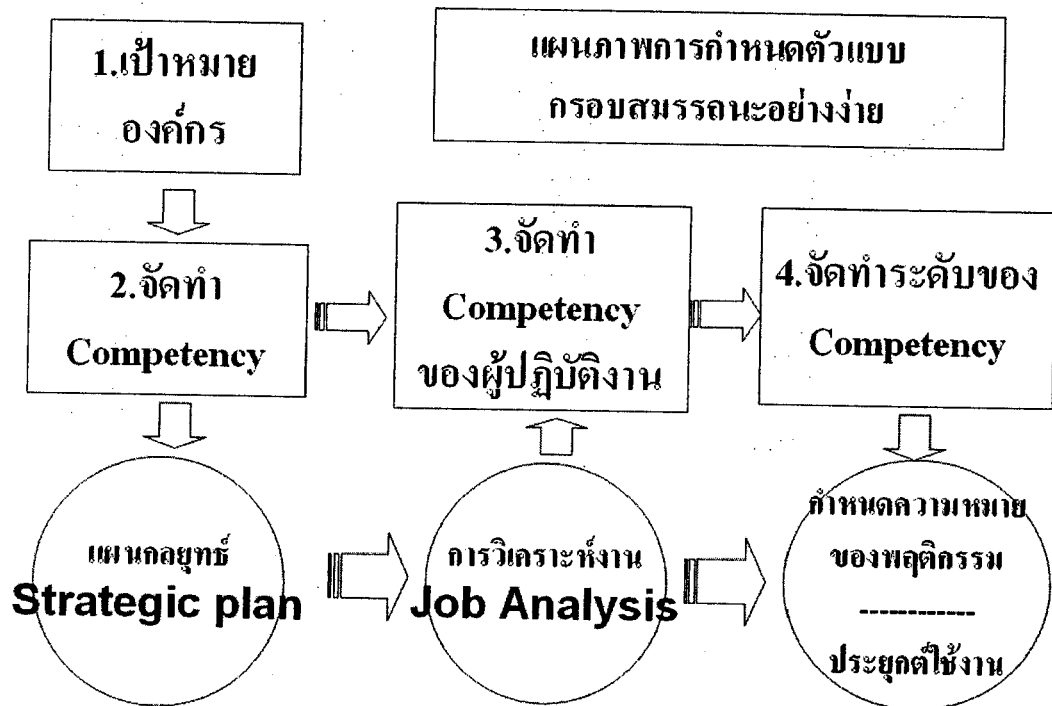 1.เป้าหมาย
องค์กร
แผนภาพการกำหนดตัวแบบ
กรอบสมรรถนะอย่างง่าย
2.จัดทำ
Competency
3.จัดทำ
Competency
ของผู้ปฏิบัติงาน
4.จัดทำระดับของ
Competency
แผนกลยุทธ์
Strategic plan
การวิเคราะห์งาน
Job Analysis
กำหนดความหมาย
ของพฤติกรรม
------------
ประยุกต์ใช้งาน